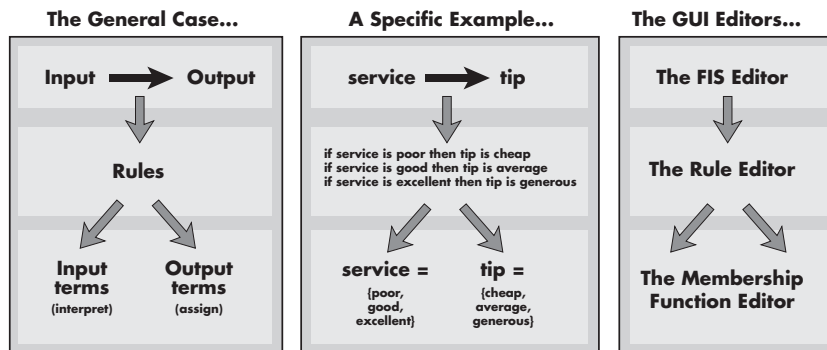 The General Case...
Input
Output
Rules
Input
terms
(interpret)
Output
terms
(assign)
A Specific Example...
service
tip
if service is poor then tip is cheap
if service is good then tip is average
if service is excellent then tip is generous
service =
{poor,
good,
excellent}
tip =
{cheap,
average,
generous}
The GUI Editors...
The FIS Editor
The Rule Editor
The Membership
Function Editor